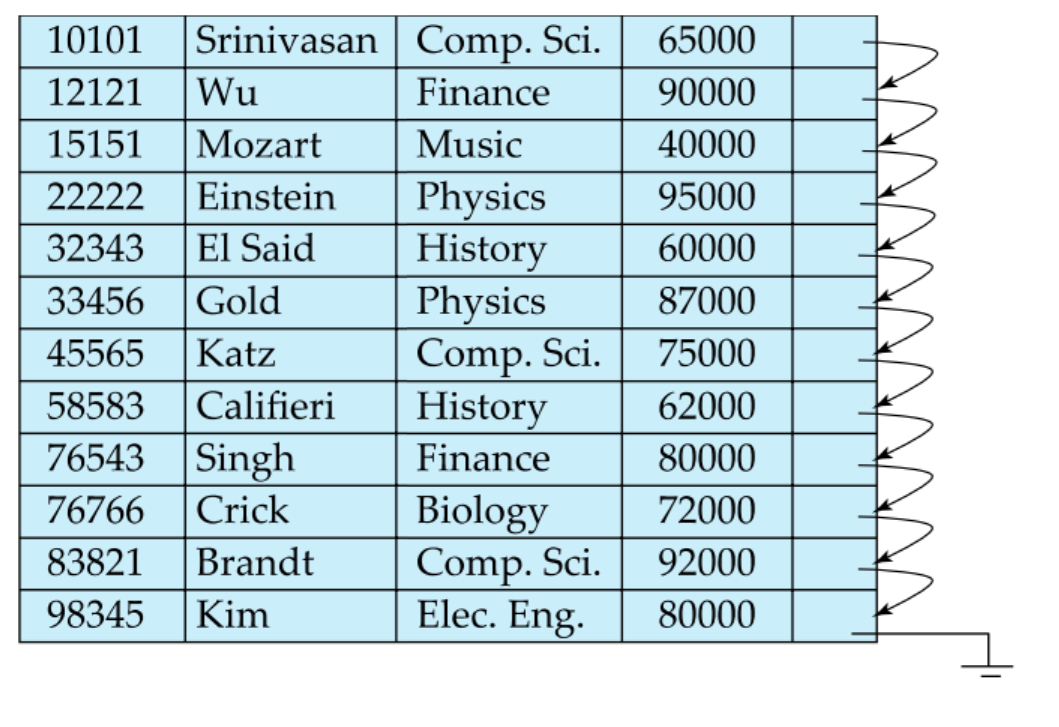 10101 Srinivasan Comp. Sci. 65000
12121 Wu Finance 90000
15151 Mozart Music 40000
22222 Einstein Physics 95000
32343 El Said History 60000
33456 Gold Physics 87000
45565 Katz Comp. Sci. 75000
58583 Califieri History 62000
76543 Singh Finance 80000
76766 Crick Biology 72000
83821 Brandt Comp. Sci. 92000
98345 Kim Elec. Eng. 80000